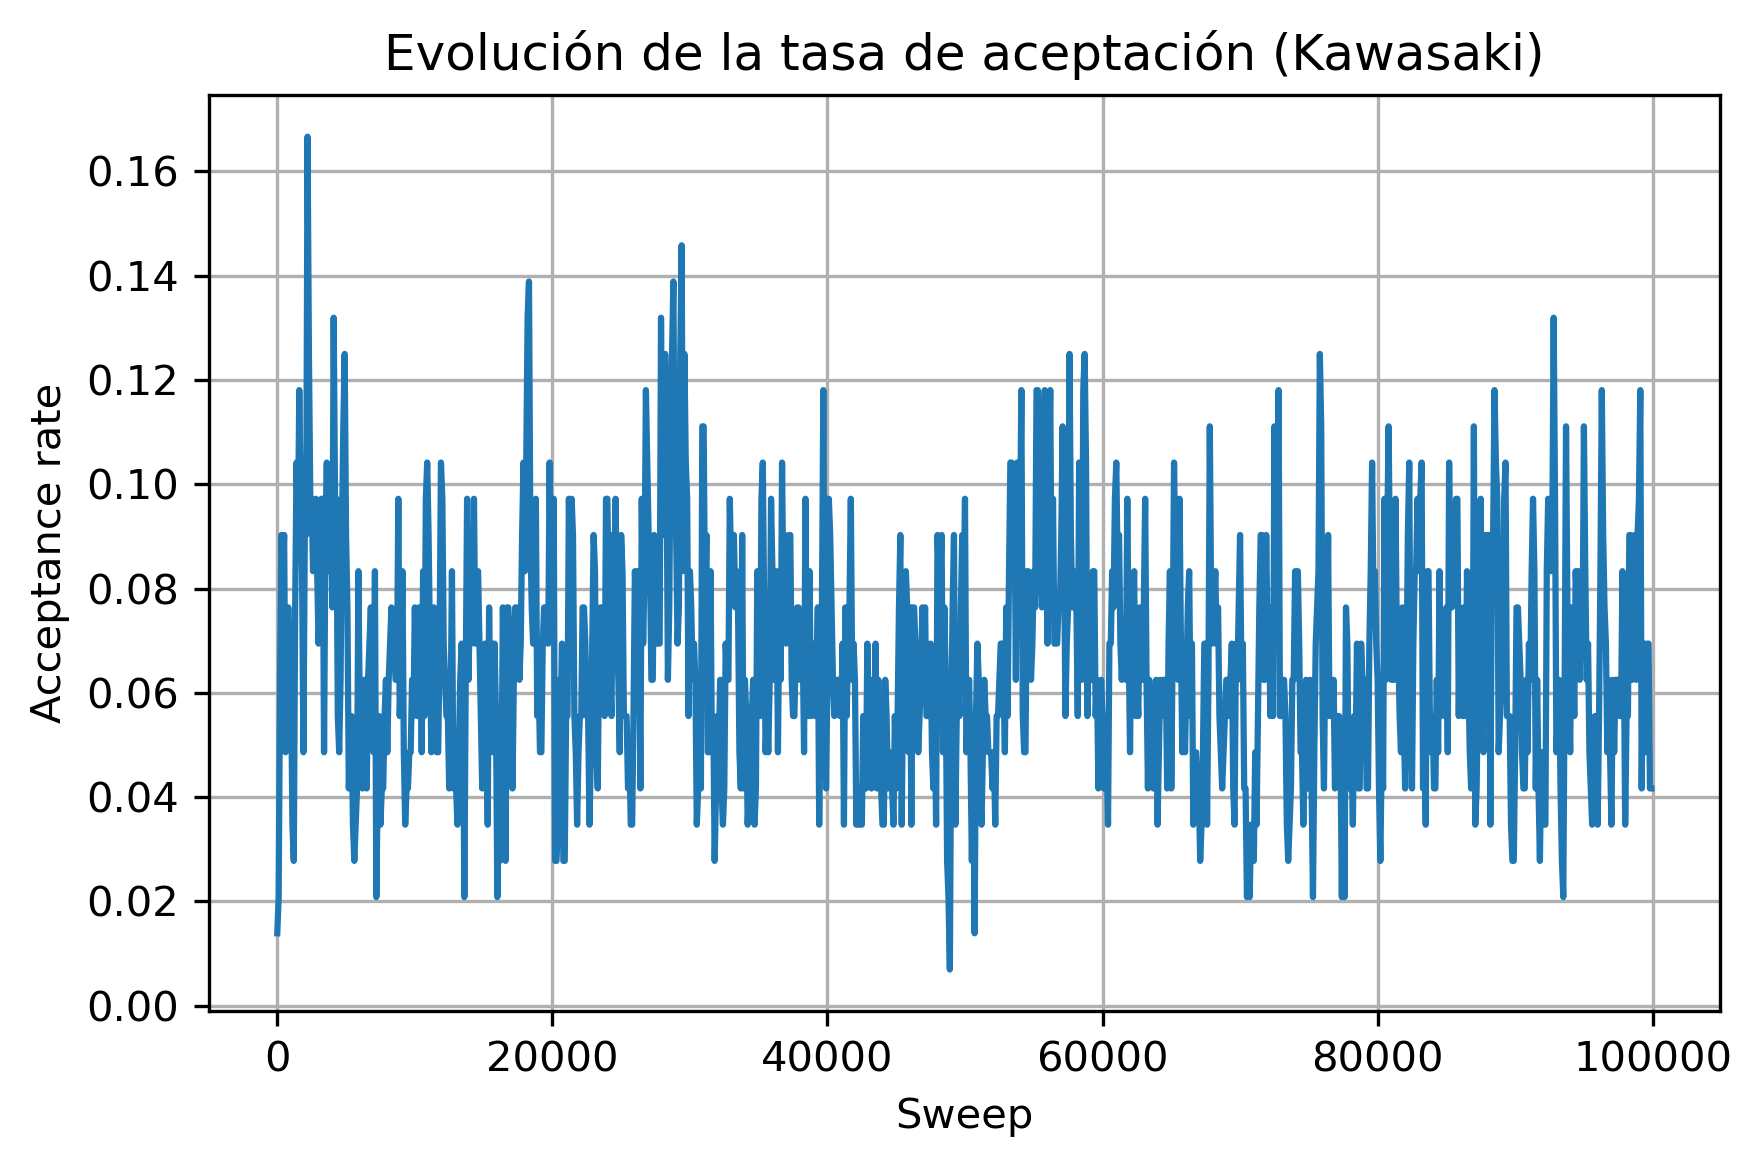 Evolución de la tasa de aceptación (Kawasaki)
Acceptance rate
0.16
0.14
0.12
0.10
0.08
0.06
0.04
0.02
0.00
0 20000 40000 60000 80000 100000
Sweep